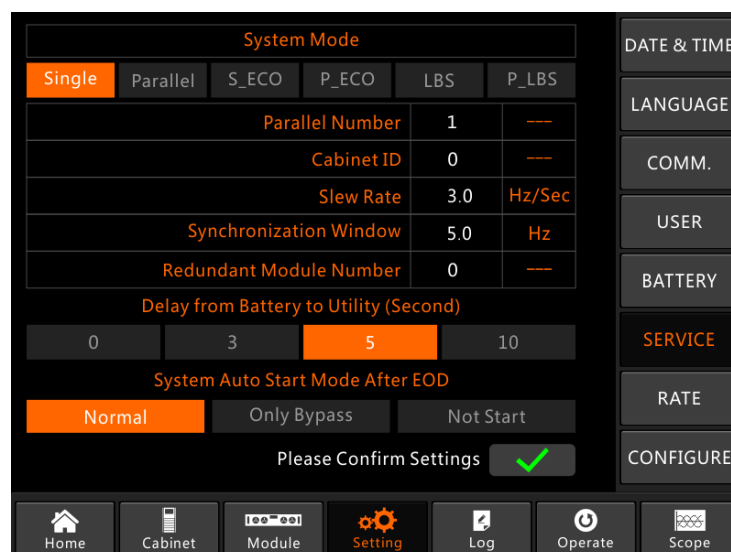 System Mode
Single Parallel S_ECO P_ECO LBS P_LBS
Parallel Number 1 ---
Cabinet ID 0 ---
Slew Rate 3.0 Hz/Sec
Synchronization Window 5.0 Hz
Redundant Module Number 0 ---
Delay from Battery to Utility (Second)
0 3 5 10
System Auto Start Mode After EOD
Normal Only Bypass Not Start
Please Confirm Settings
DATE & TIME
LANGUAGE
COMM.
USER
BATTERY
SERVICE
RATE
CONFIGURE
Home Cabinet Module Setting Log Operate Scope